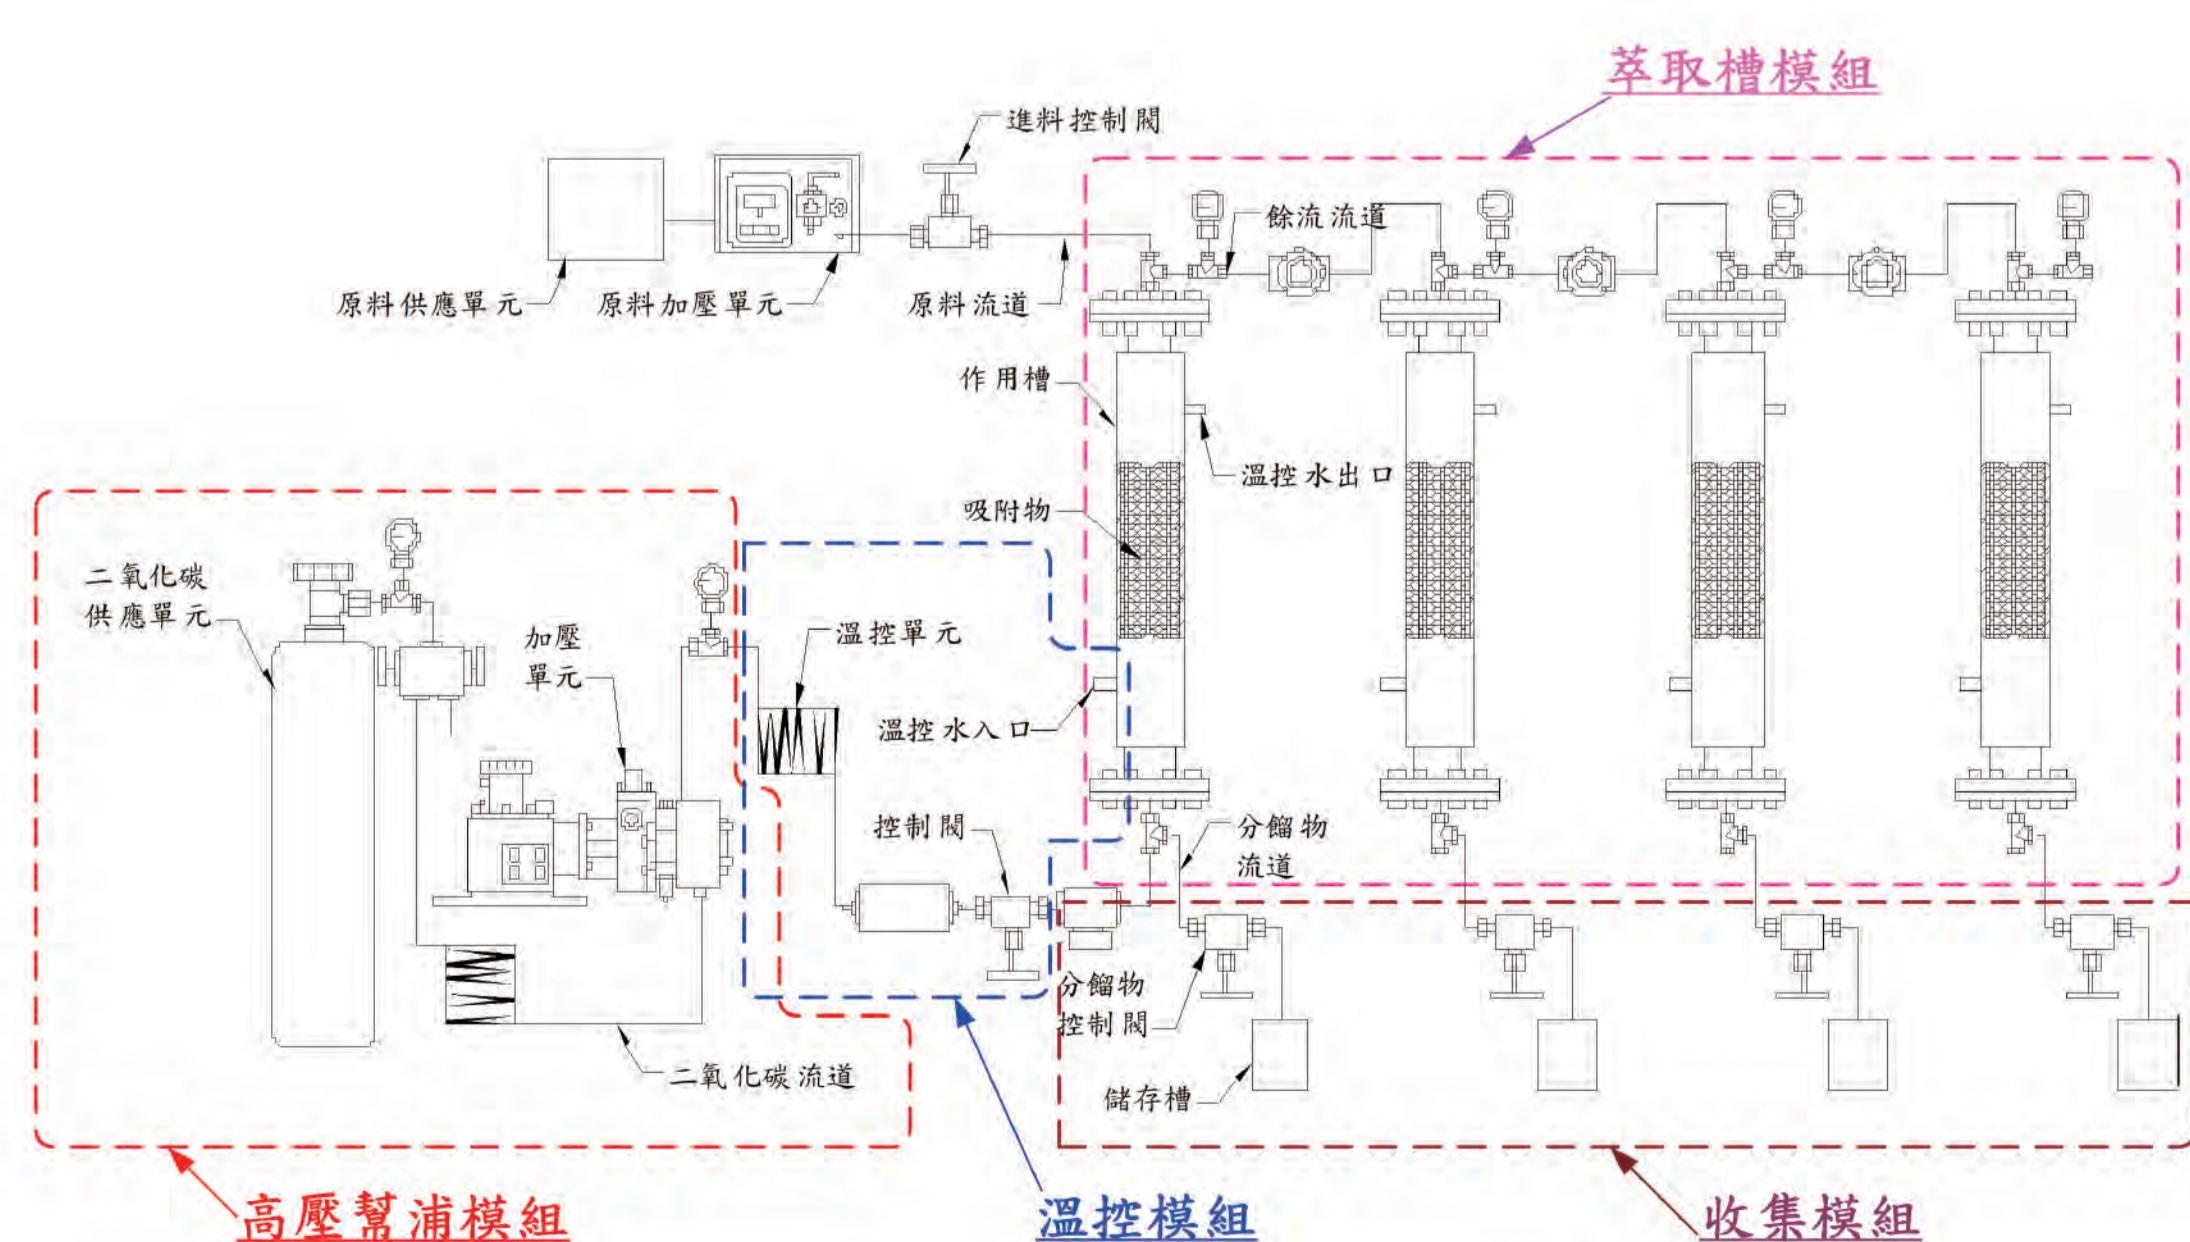 萃取槽模組
進料控制閥
餘流流道
原料供應單元
原料加壓單元
原料流道
作用槽
溫控水出口
吸附物
二氧化碳
供應單元
加壓
單元
溫控單元
溫控水入口
控制閥
分餾物
流道
分餾物
控制閥
二氧化碳流道
儲存槽
高壓幫浦模組
溫控模組
收集模組